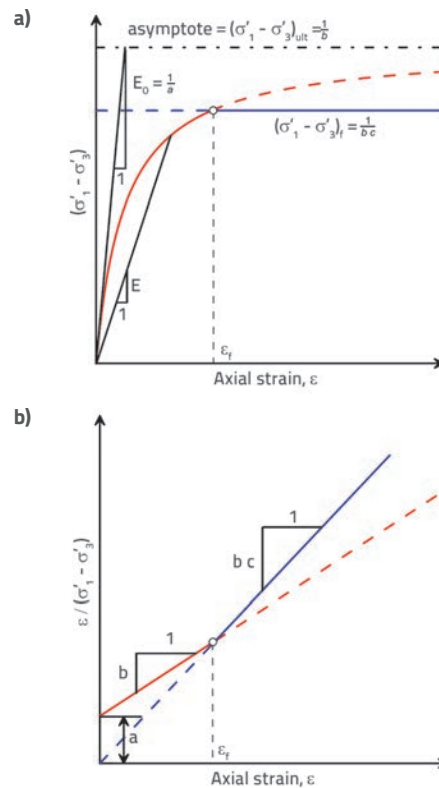 a)
asymptote = (σ'₁ - σ'₃)ult = 1/b
E₀ = 1/a
(σ'₁ - σ'₃)f = 1/bc
(σ'₁ - σ'₃)
1
E
1
εf
Axial strain, ε
b)
1
b c
ε / (σ'₁ - σ'₃)
1
b
a
εf
Axial strain, ε